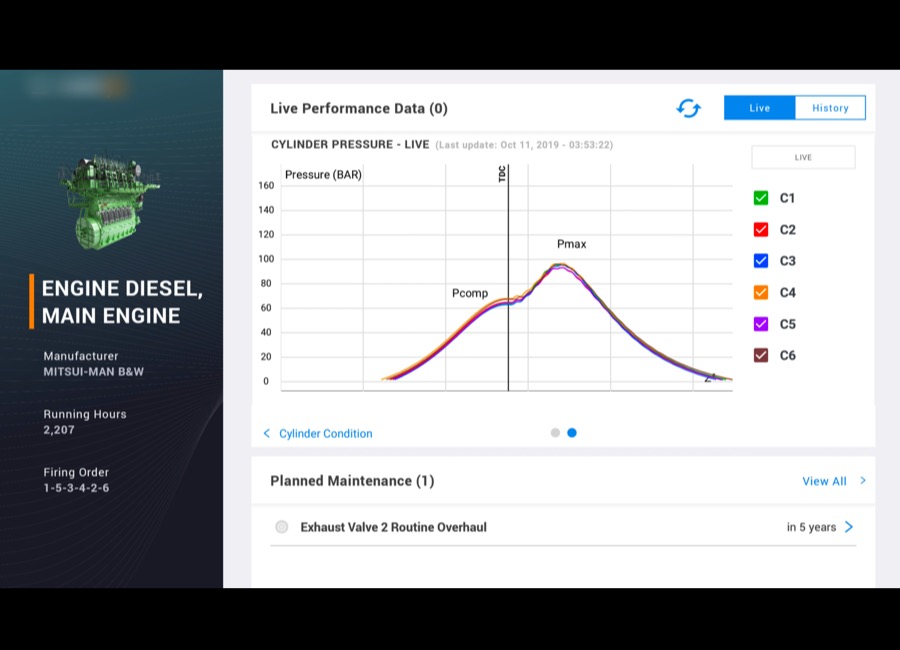 ENGINE DIESEL,
MAIN ENGINE
Manufacturer
MITSUI-MAN B&W
Running Hours
2,207
Firing Order
1-5-3-4-2-6
Live Performance Data (0)
Live
History
CYLINDER PRESSURE - LIVE (Last update: Oct 11, 2019 - 03:53:22)
LIVE
Pressure (BAR)
TDC
160
140
120
100
80
60
40
20
0
Pcomp
Pmax
C1
C2
C3
C4
C5
C6
Cylinder Condition
Planned Maintenance (1)
View All
Exhaust Valve 2 Routine Overhaul
in 5 years